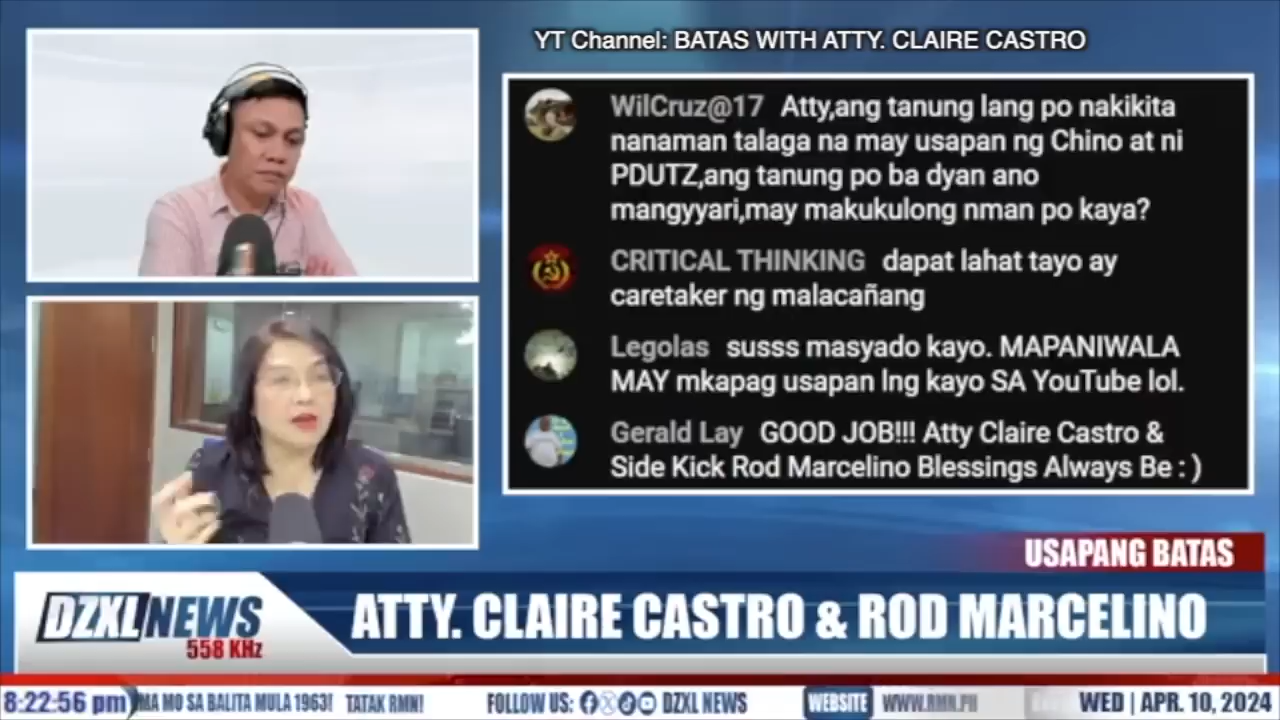 YT Channel: BATAS WITH ATTY. CLAIRE CASTRO
WilCruz@17 Atty,ang tanung lang po nakikita
nanaman talaga na may usapan ng Chino at ni
PDUTZ,ang tanung po ba dyan ano
mangyyari,may makukulong nman po kaya?
CRITICAL THINKING dapat lahat tayo ay
caretaker ng malacañang
Legolas susss masyado kayo. MAPANIWALA
MAY mkapag usapan lng kayo SA YouTube lol.
Gerald Lay GOOD JOB!!! Atty Claire Castro &
Side Kick Rod Marcelino Blessings Always Be : )
USAPANG BATAS
DZXL NEWS
558 KHz
ATTY. CLAIRE CASTRO & ROD MARCELINO
8:22:56 pm NA MO SA BALITA MULA 1963! TATAK RMN! FOLLOW US: DZXL NEWS WEBSITE WWW.RMN.PH WED | APR. 10, 2024